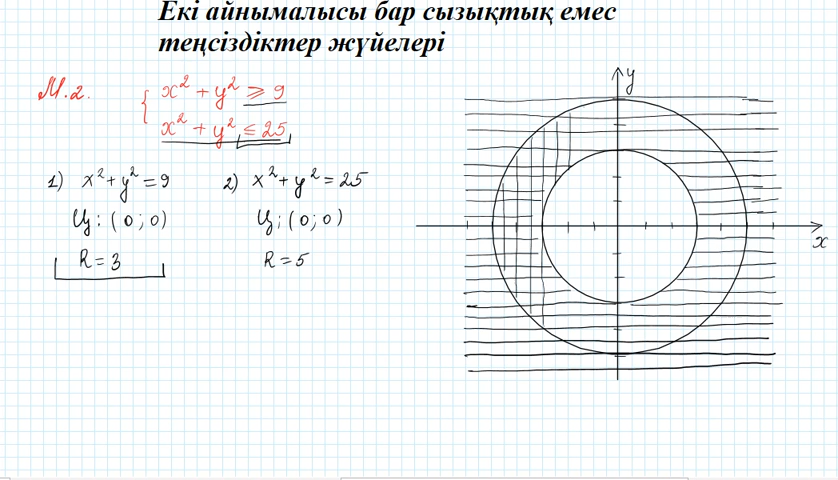 Екі айнымалысы бар сызықтық емес
теңсіздіктер жүйелері
М.2.
{ x² + y² ⩾ 9
x² + y² ≤ 25
1) x² + y² = 9
Ц: (0; 0)
R = 3
2) x² + y² = 25
Ц: (0; 0)
R = 5
y
x